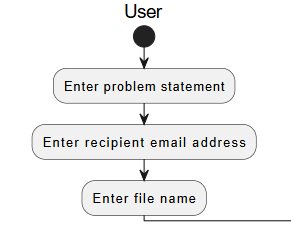 User
Enter problem statement
Enter recipient email address
Enter file name